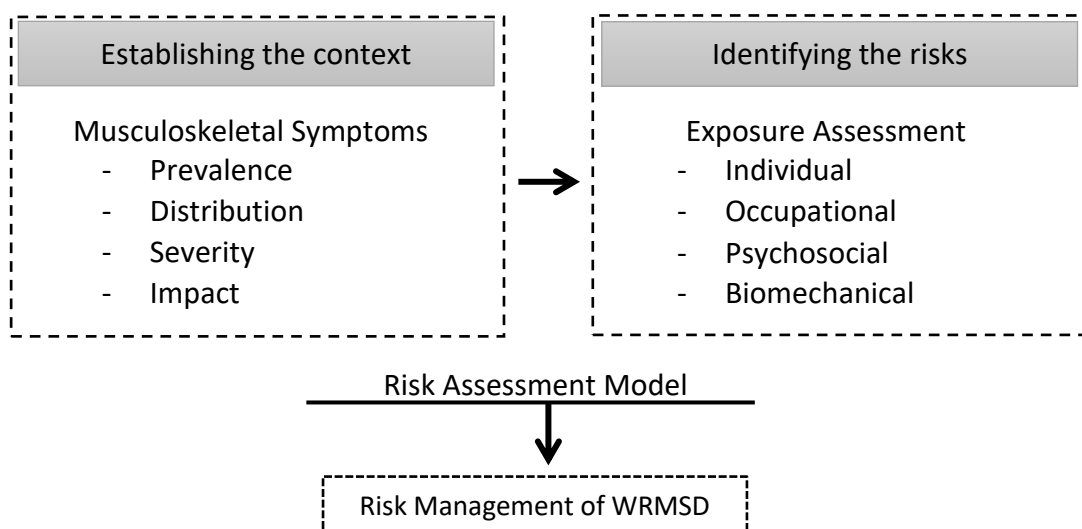 Establishing the context
Musculoskeletal Symptoms
- Prevalence
- Distribution
- Severity
- Impact
Identifying the risks
Exposure Assessment
- Individual
- Occupational
- Psychosocial
- Biomechanical
Risk Assessment Model
Risk Management of WRMSD